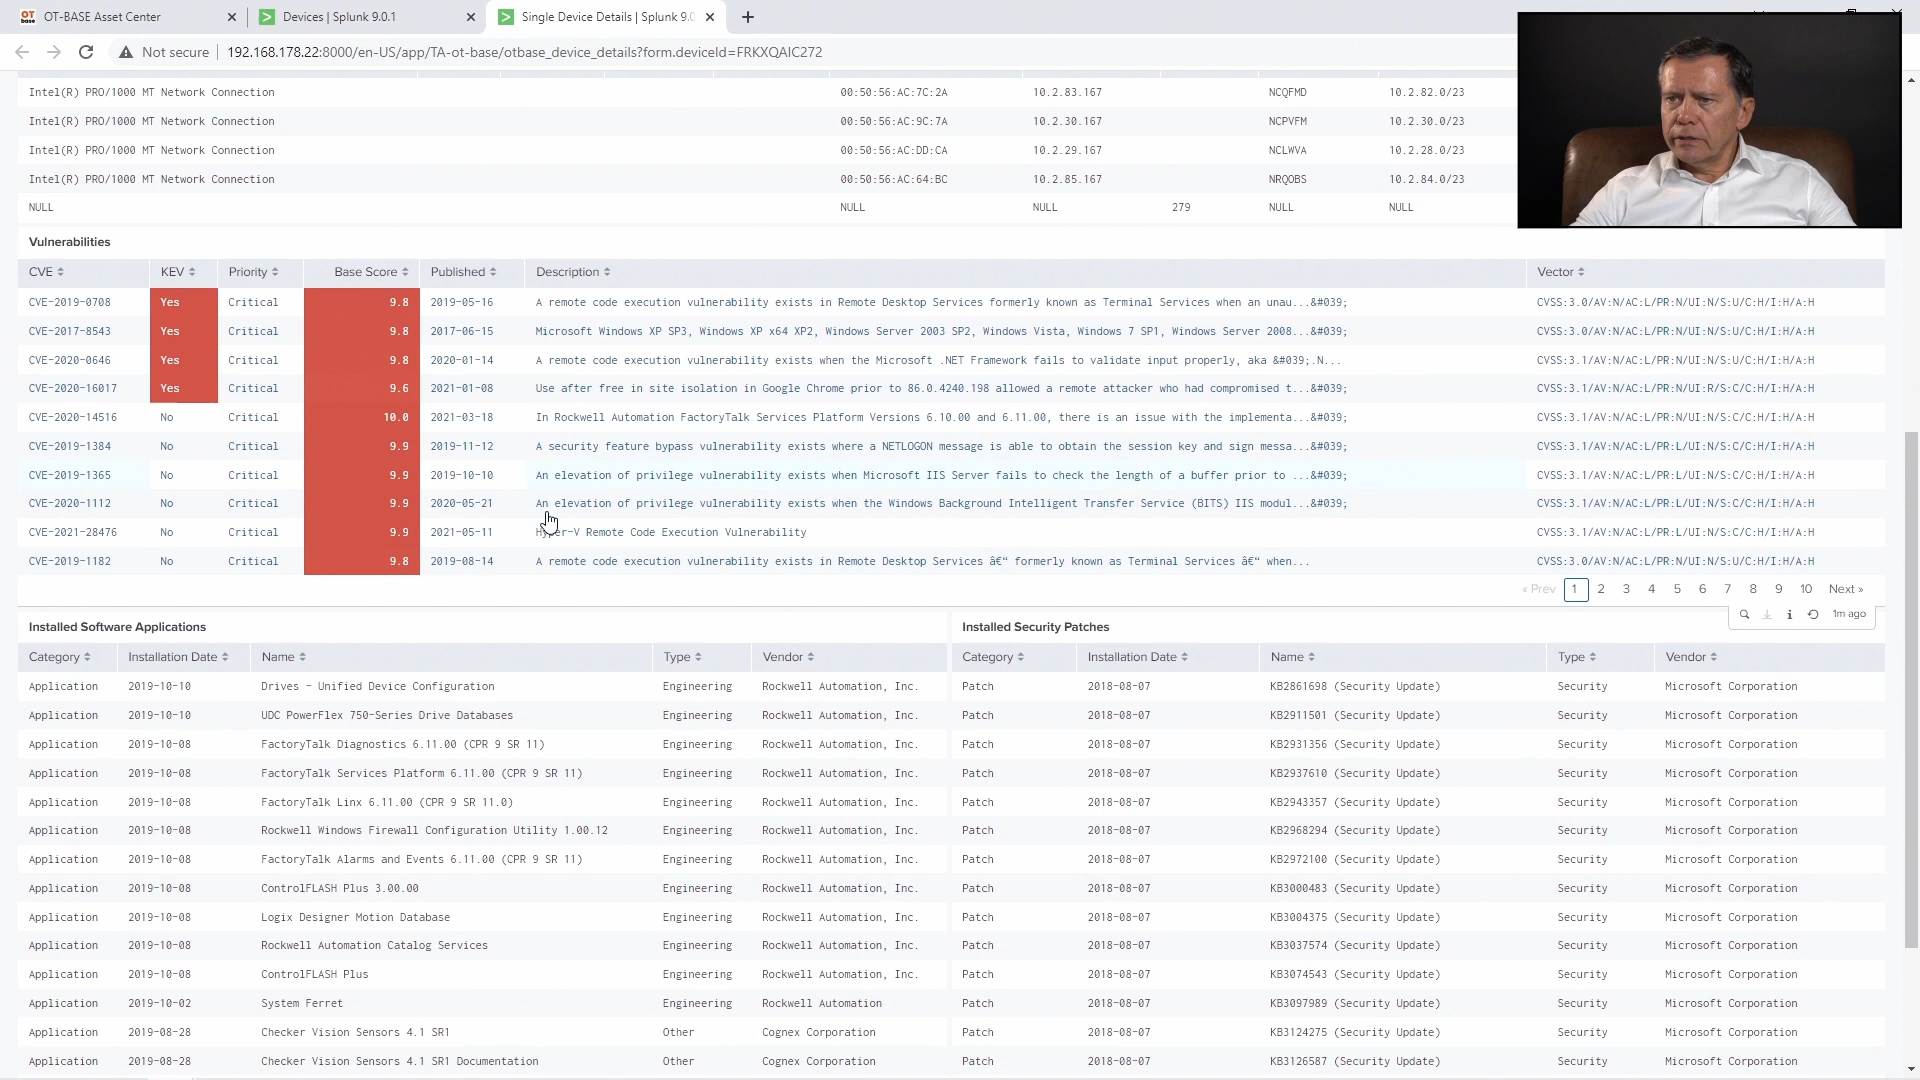 OT base OT-BASE Asset Center Devices | Splunk 9.0.1 Single Device Details | Splunk 9.0
Not secure 192.168.178.22:8000/en-US/app/TA-ot-base/otbase_device_details?form.deviceId=FRKXQAIC272
Intel(R) PRO/1000 MT Network Connection 00:50:56:AC:7C:2A 10.2.83.167 NCQFMD 10.2.82.0/23
Intel(R) PRO/1000 MT Network Connection 00:50:56:AC:9C:7A 10.2.30.167 NCPVFM 10.2.30.0/23
Intel(R) PRO/1000 MT Network Connection 00:50:56:AC:DD:CA 10.2.29.167 NCLWVA 10.2.28.0/23
Intel(R) PRO/1000 MT Network Connection 00:50:56:AC:64:BC 10.2.85.167 NRQOBS 10.2.84.0/23
NULL NULL NULL 279 NULL NULL
Vulnerabilities
CVE KEV Priority Base Score Published Description Vector
CVE-2019-0708 Yes Critical 9.8 2019-05-16 A remote code execution vulnerability exists in Remote Desktop Services formerly known as Terminal Services when an unau...&#039; CVSS:3.0/AV:N/AC:L/PR:N/UI:N/S:U/C:H/I:H/A:H
CVE-2017-8543 Yes Critical 9.8 2017-06-15 Microsoft Windows XP SP3, Windows XP x64 XP2, Windows Server 2003 SP2, Windows Vista, Windows 7 SP1, Windows Server 2008...&#039; CVSS:3.0/AV:N/AC:L/PR:N/UI:N/S:U/C:H/I:H/A:H
CVE-2020-0646 Yes Critical 9.8 2020-01-14 A remote code execution vulnerability exists when the Microsoft .NET Framework fails to validate input properly, aka &#039;.N... CVSS:3.1/AV:N/AC:L/PR:N/UI:N/S:U/C:H/I:H/A:H
CVE-2020-16017 Yes Critical 9.6 2021-01-08 Use after free in site isolation in Google Chrome prior to 86.0.4240.198 allowed a remote attacker who had compromised t...&#039; CVSS:3.1/AV:N/AC:L/PR:N/UI:R/S:C/C:H/I:H/A:H
CVE-2020-14516 No Critical 10.0 2021-03-18 In Rockwell Automation FactoryTalk Services Platform Versions 6.10.00 and 6.11.00, there is an issue with the implementa...&#039; CVSS:3.1/AV:N/AC:L/PR:N/UI:N/S:C/C:H/I:H/A:H
CVE-2019-1384 No Critical 9.9 2019-11-12 A security feature bypass vulnerability exists where a NETLOGON message is able to obtain the session key and sign messa...&#039; CVSS:3.1/AV:N/AC:L/PR:L/UI:N/S:C/C:H/I:H/A:H
CVE-2019-1365 No Critical 9.9 2019-10-10 An elevation of privilege vulnerability exists when Microsoft IIS Server fails to check the length of a buffer prior to ...&#039; CVSS:3.1/AV:N/AC:L/PR:L/UI:N/S:C/C:H/I:H/A:H
CVE-2020-1112 No Critical 9.9 2020-05-21 An elevation of privilege vulnerability exists when the Windows Background Intelligent Transfer Service (BITS) IIS modul...&#039; CVSS:3.1/AV:N/AC:L/PR:L/UI:N/S:C/C:H/I:H/A:H
CVE-2021-28476 No Critical 9.9 2021-05-11 Hyper-V Remote Code Execution Vulnerability CVSS:3.1/AV:N/AC:L/PR:L/UI:N/S:C/C:H/I:H/A:H
CVE-2019-1182 No Critical 9.8 2019-08-14 A remote code execution vulnerability exists in Remote Desktop Services â€“ formerly known as Terminal Services â€“ when... CVSS:3.0/AV:N/AC:L/PR:N/UI:N/S:U/C:H/I:H/A:H
« Prev 1 2 3 4 5 6 7 8 9 10 Next »
1m ago
Installed Software Applications Installed Security Patches
Category Installation Date Name Type Vendor Category Installation Date Name Type Vendor
Application 2019-10-10 Drives - Unified Device Configuration Engineering Rockwell Automation, Inc. Patch 2018-08-07 KB2861698 (Security Update) Security Microsoft Corporation
Application 2019-10-10 UDC PowerFlex 750-Series Drive Databases Engineering Rockwell Automation, Inc. Patch 2018-08-07 KB2911501 (Security Update) Security Microsoft Corporation
Application 2019-10-08 FactoryTalk Diagnostics 6.11.00 (CPR 9 SR 11) Engineering Rockwell Automation, Inc. Patch 2018-08-07 KB2931356 (Security Update) Security Microsoft Corporation
Application 2019-10-08 FactoryTalk Services Platform 6.11.00 (CPR 9 SR 11) Engineering Rockwell Automation, Inc. Patch 2018-08-07 KB2937610 (Security Update) Security Microsoft Corporation
Application 2019-10-08 FactoryTalk Linx 6.11.00 (CPR 9 SR 11.0) Engineering Rockwell Automation, Inc. Patch 2018-08-07 KB2943357 (Security Update) Security Microsoft Corporation
Application 2019-10-08 Rockwell Windows Firewall Configuration Utility 1.00.12 Engineering Rockwell Automation, Inc. Patch 2018-08-07 KB2968294 (Security Update) Security Microsoft Corporation
Application 2019-10-08 FactoryTalk Alarms and Events 6.11.00 (CPR 9 SR 11) Engineering Rockwell Automation, Inc. Patch 2018-08-07 KB2972100 (Security Update) Security Microsoft Corporation
Application 2019-10-08 ControlFLASH Plus 3.00.00 Engineering Rockwell Automation, Inc. Patch 2018-08-07 KB3000483 (Security Update) Security Microsoft Corporation
Application 2019-10-08 Logix Designer Motion Database Engineering Rockwell Automation, Inc. Patch 2018-08-07 KB3004375 (Security Update) Security Microsoft Corporation
Application 2019-10-08 Rockwell Automation Catalog Services Engineering Rockwell Automation, Inc. Patch 2018-08-07 KB3037574 (Security Update) Security Microsoft Corporation
Application 2019-10-08 ControlFLASH Plus Engineering Rockwell Automation, Inc. Patch 2018-08-07 KB3074543 (Security Update) Security Microsoft Corporation
Application 2019-10-02 System Ferret Engineering Rockwell Automation Patch 2018-08-07 KB3097989 (Security Update) Security Microsoft Corporation
Application 2019-08-28 Checker Vision Sensors 4.1 SR1 Other Cognex Corporation Patch 2018-08-07 KB3124275 (Security Update) Security Microsoft Corporation
Application 2019-08-28 Checker Vision Sensors 4.1 SR1 Documentation Other Cognex Corporation Patch 2018-08-07 KB3126587 (Security Update) Security Microsoft Corporation